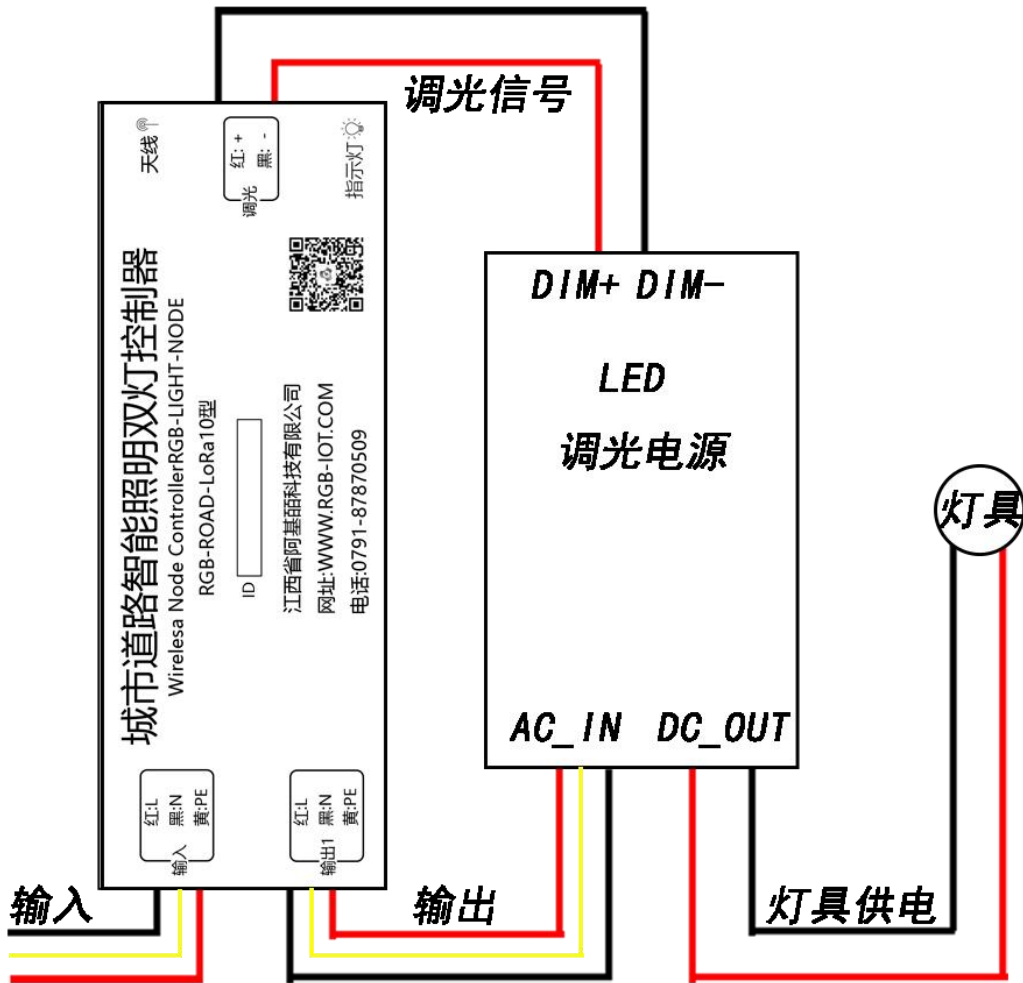 调光信号
天线
红: +
黑: -
调光
指示灯:
城市道路智能照明双灯控制器
Wirelesa Node ControllerRGB-LIGHT-NODE
RGB-ROAD-LoRa10型
ID
江西省阿基韶科技有限公司
网址:WWW.RGB-IOT.COM
电话:0791-87870509
红:L
黑:N
黄:PE
输入
红:L
黑:N
黄:PE
输出1
DIM+ DIM-
LED
调光电源
AC_IN DC_OUT
灯具
输入
输出
灯具供电